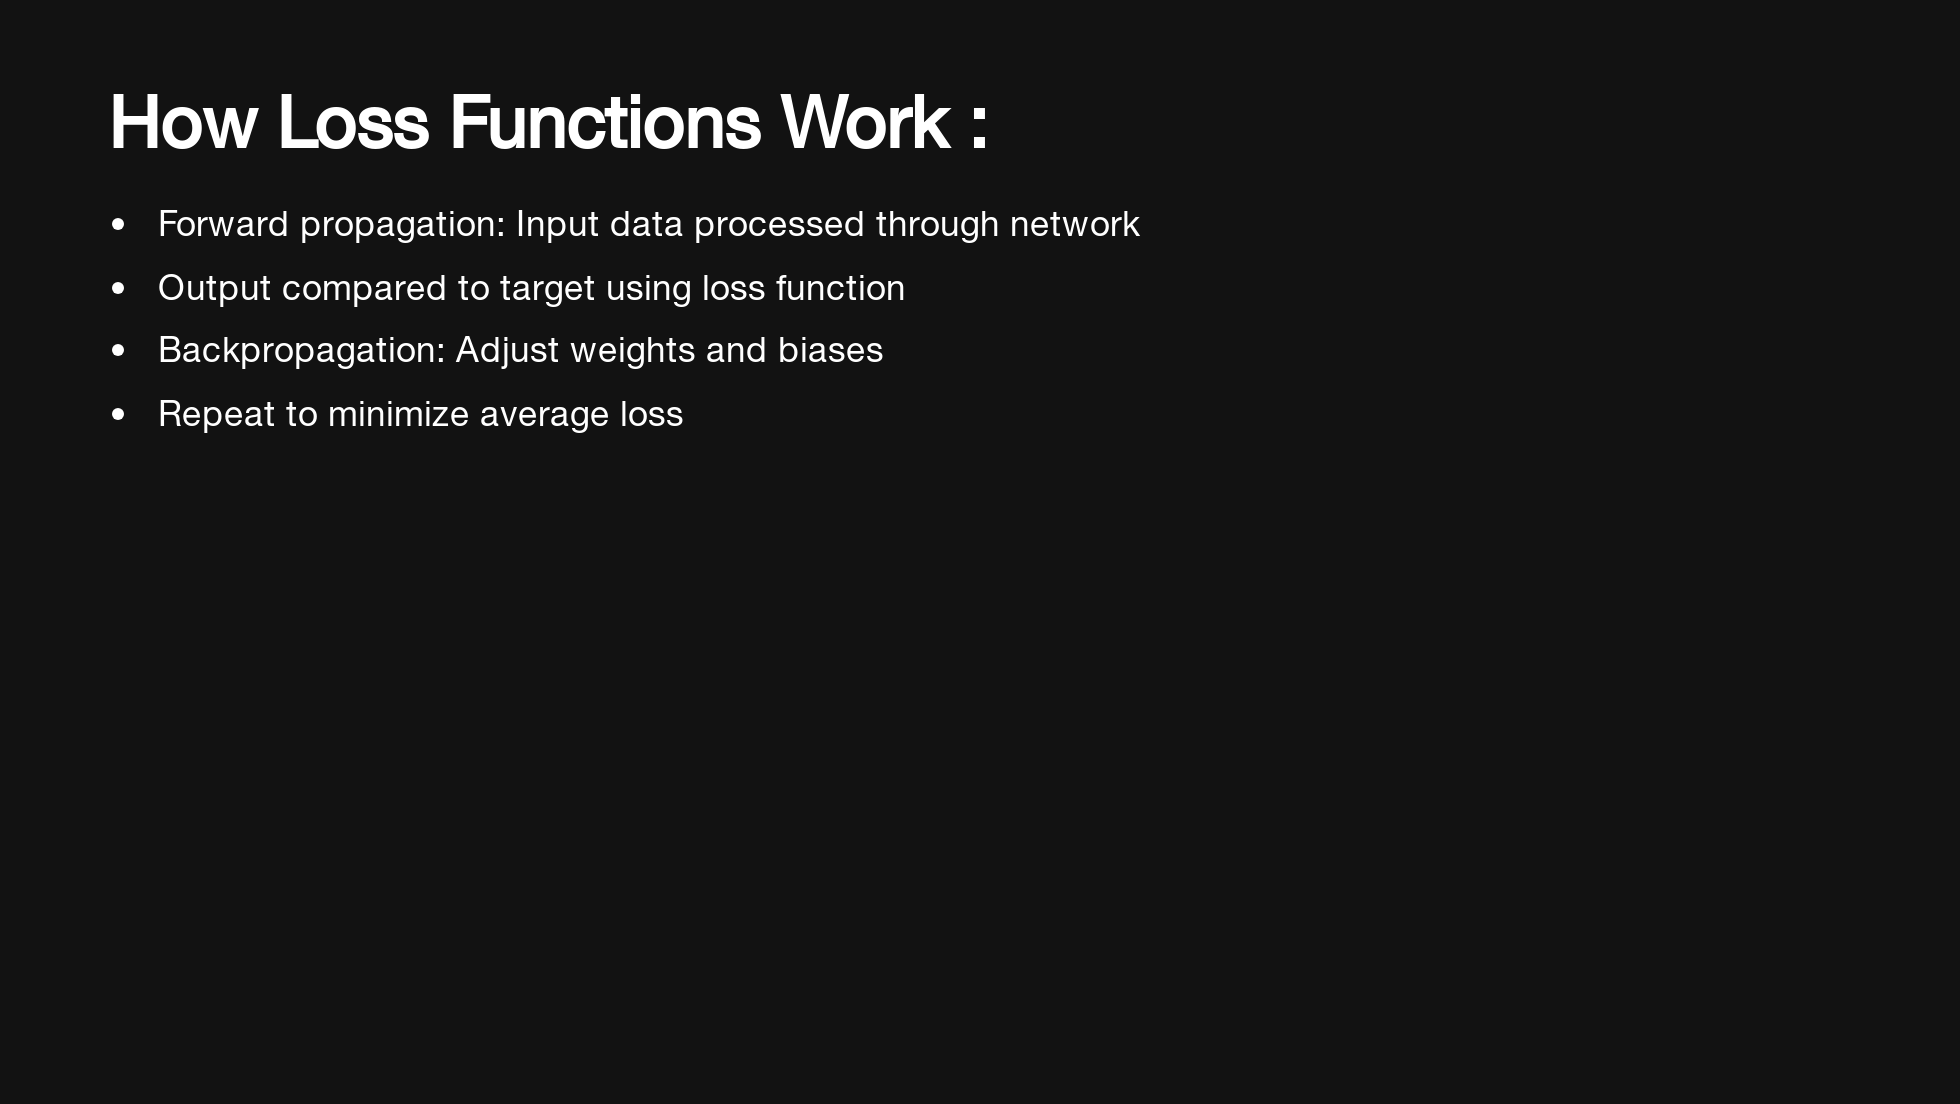 How Loss Functions Work :
• Forward propagation: Input data processed through network
• Output compared to target using loss function
• Backpropagation: Adjust weights and biases
• Repeat to minimize average loss